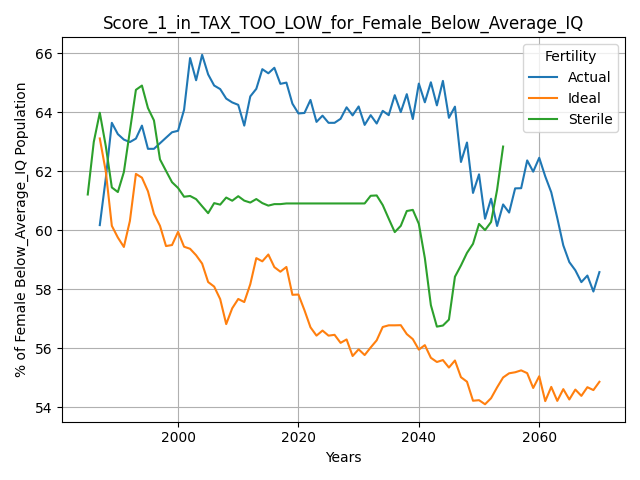 Score_1_in_TAX_TOO_LOW_for_Female_Below_Average_IQ
% of Female Below_Average_IQ Population
66
64
62
60
58
56
54
Fertility
Actual
Ideal
Sterile
2000
2020
2040
2060
Years